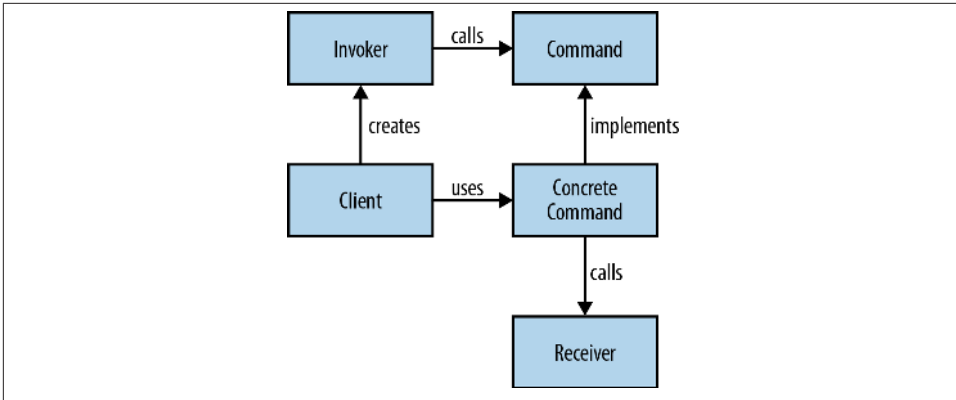 Invoker
calls
Command
creates
implements
Client
uses
Concrete
Command
calls
Receiver